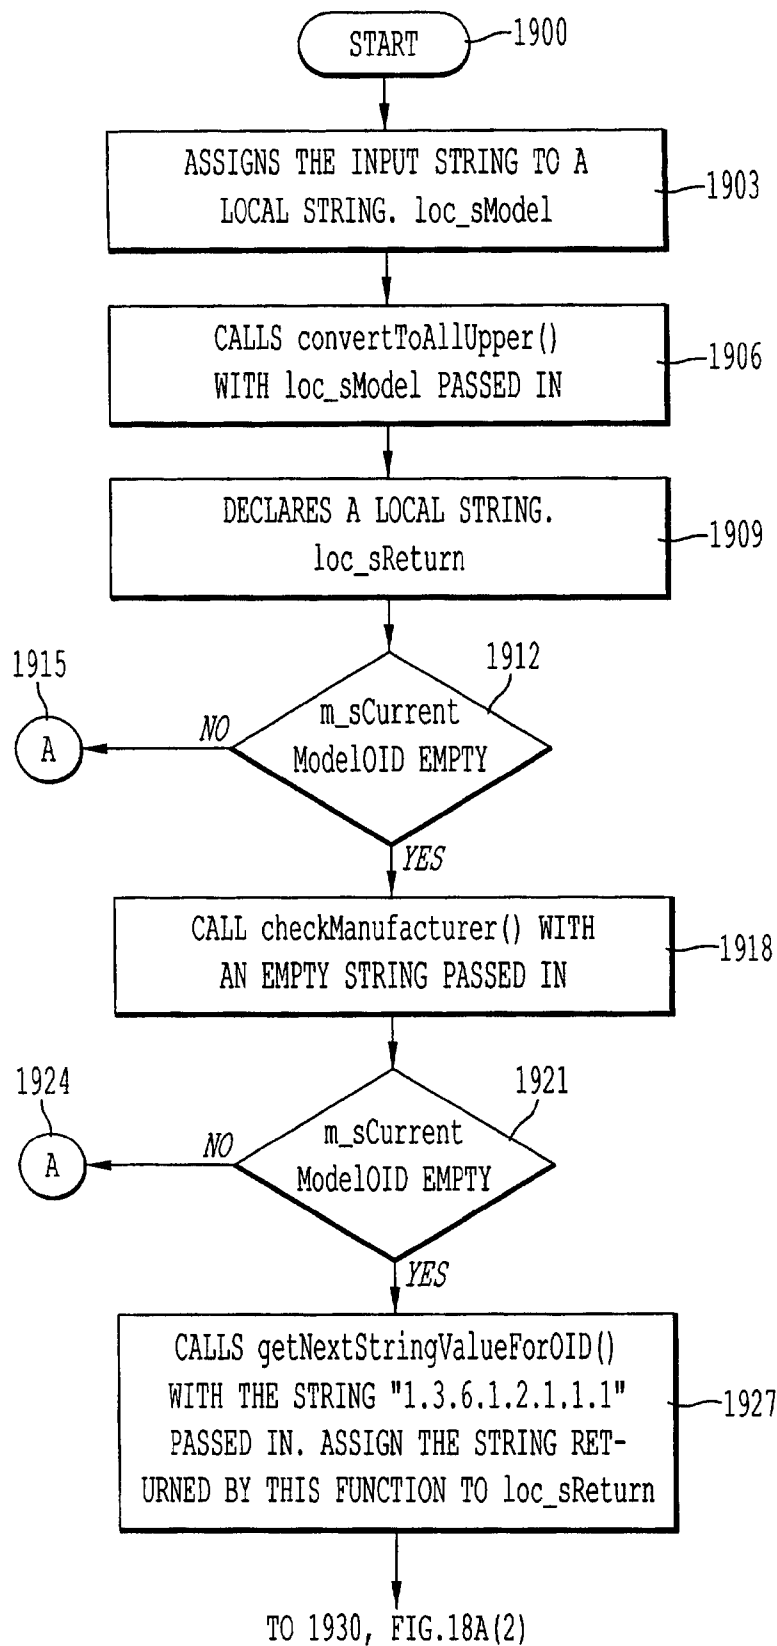 START
1900
ASSIGNS THE INPUT STRING TO A
LOCAL STRING. loc_sModel
1903
CALLS convertToAllUpper()
WITH loc_sModel PASSED IN
1906
DECLARES A LOCAL STRING.
loc_sReturn
1909
1915
A
NO
1912
m_sCurrent
ModelOID EMPTY
YES
CALL checkManufacturer() WITH
AN EMPTY STRING PASSED IN
1918
1924
A
NO
1921
m_sCurrent
ModelOID EMPTY
YES
CALLS getNextStringValueForOID()
WITH THE STRING "1.3.6.1.2.1.1.1"
PASSED IN. ASSIGN THE STRING RET-
URNED BY THIS FUNCTION TO loc_sReturn
1927
TO 1930, FIG.18A(2)